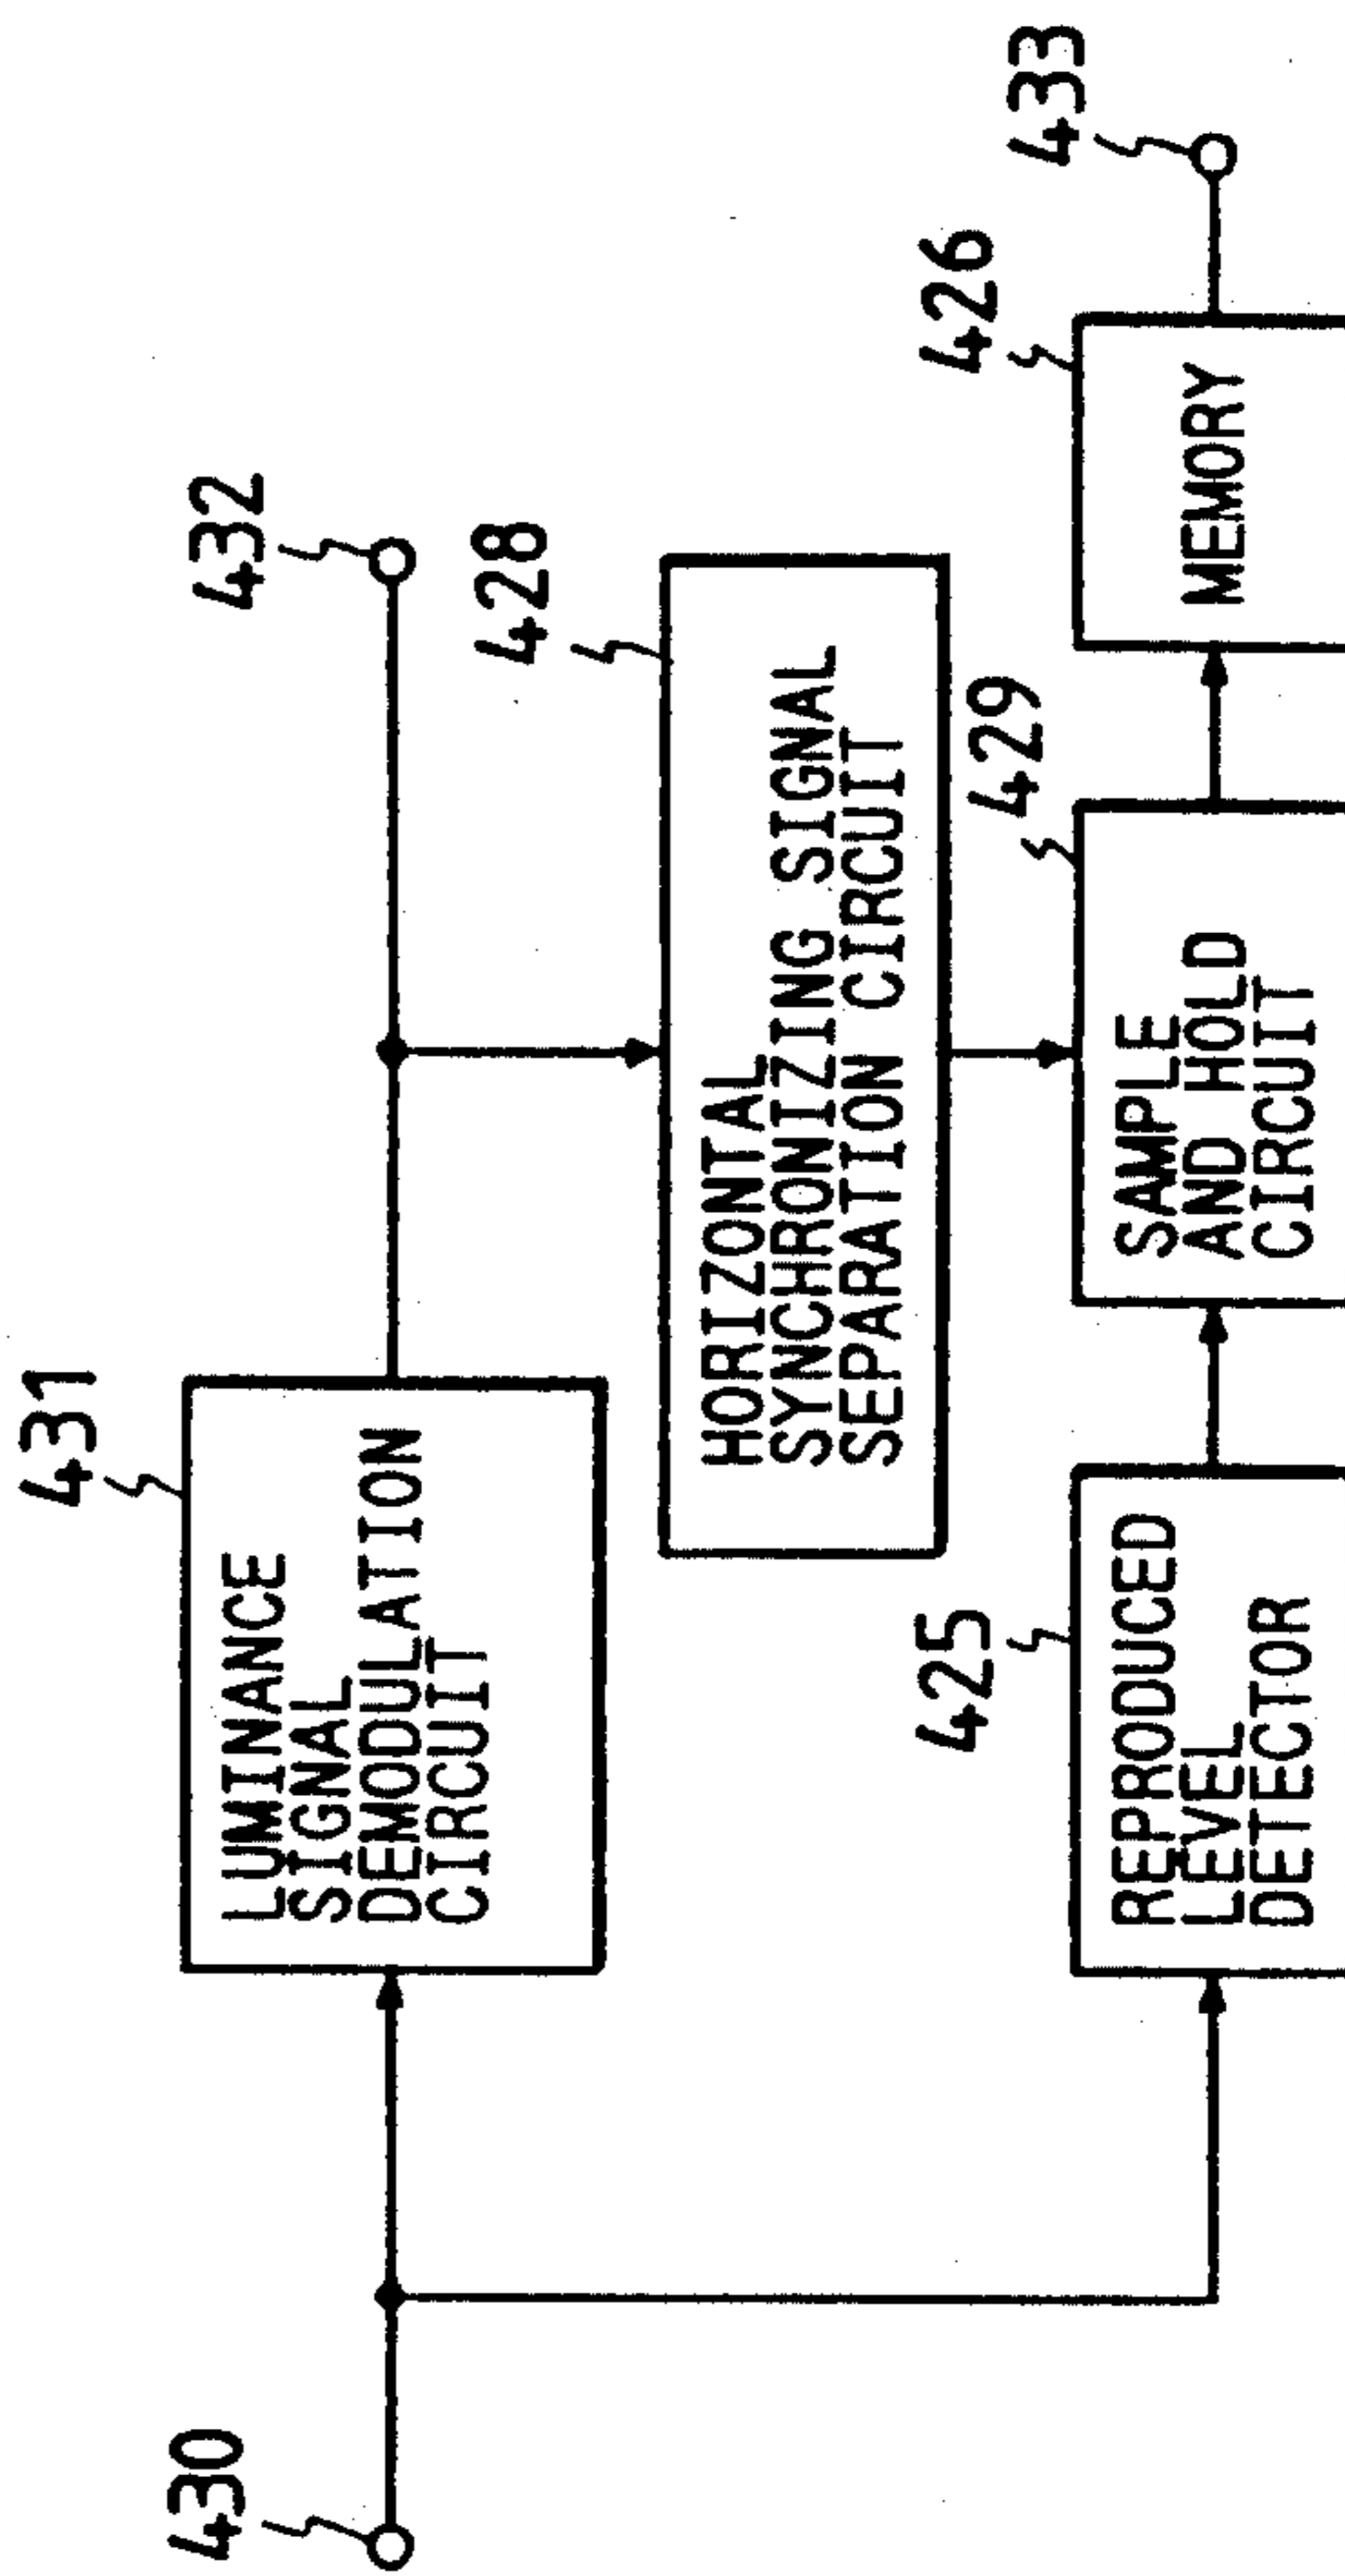 431
432
LUMINANCE
SIGNAL
DEMODULATION
CIRCUIT
430
428
HORIZONTAL
SYNCHRONIZING SIGNAL
SEPARATION CIRCUIT
425
429
426
433
REPRODUCED
LEVEL
DETECTOR
SAMPLE
AND HOLD
CIRCUIT
MEMORY